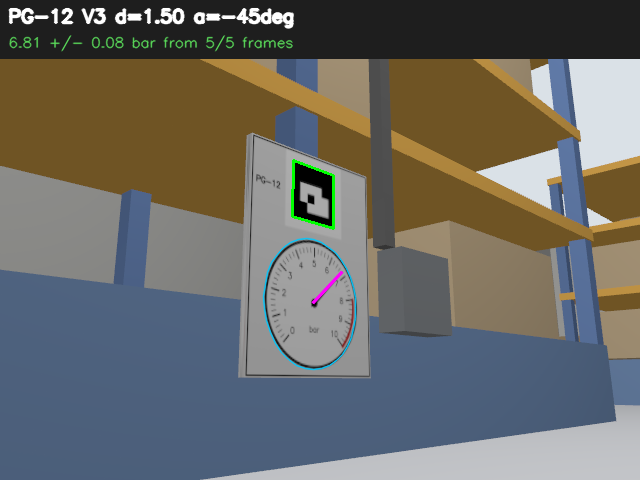 PG-12 V3 d=1.50 a=-45deg
6.81 +/- 0.08 bar from 5/5 frames
PG-12
0 1 2 3 4 5 6 7 8 9 10
bar